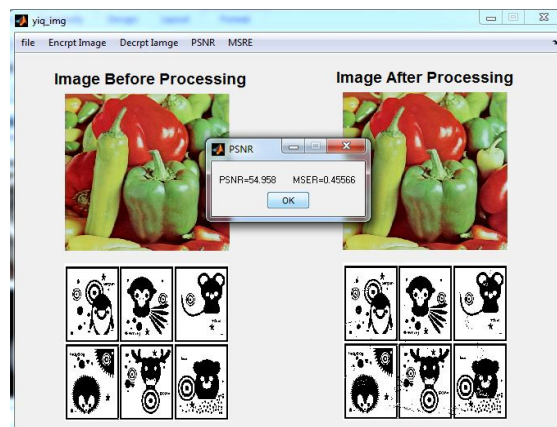 yiq_img
file Encrpt Image Decrpt Iamge PSNR MSRE
Image Before Processing
Image After Processing
PSNR
PSNR=54.958 MSER=0.45566
OK